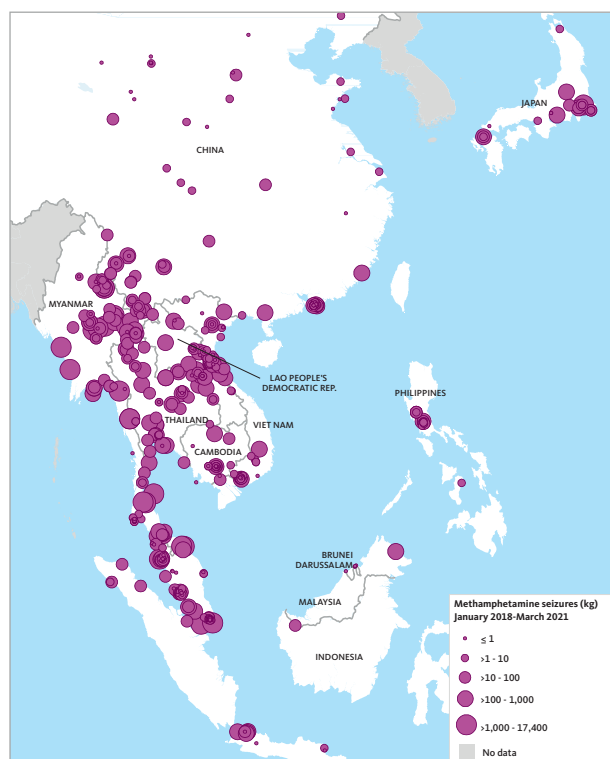 JAPAN
CHINA
MYANMAR
LAO PEOPLE'S
DEMOCRATIC REP.
PHILIPPINES
THAILAND
VIET NAM
CAMBODIA
BRUNEI
DARUSSALAM
MALAYSIA
INDONESIA
Methamphetamine seizures (kg)
January 2018-March 2021
≤ 1
>1 - 10
>10 - 100
>100 - 1,000
>1,000 - 17,400
No data